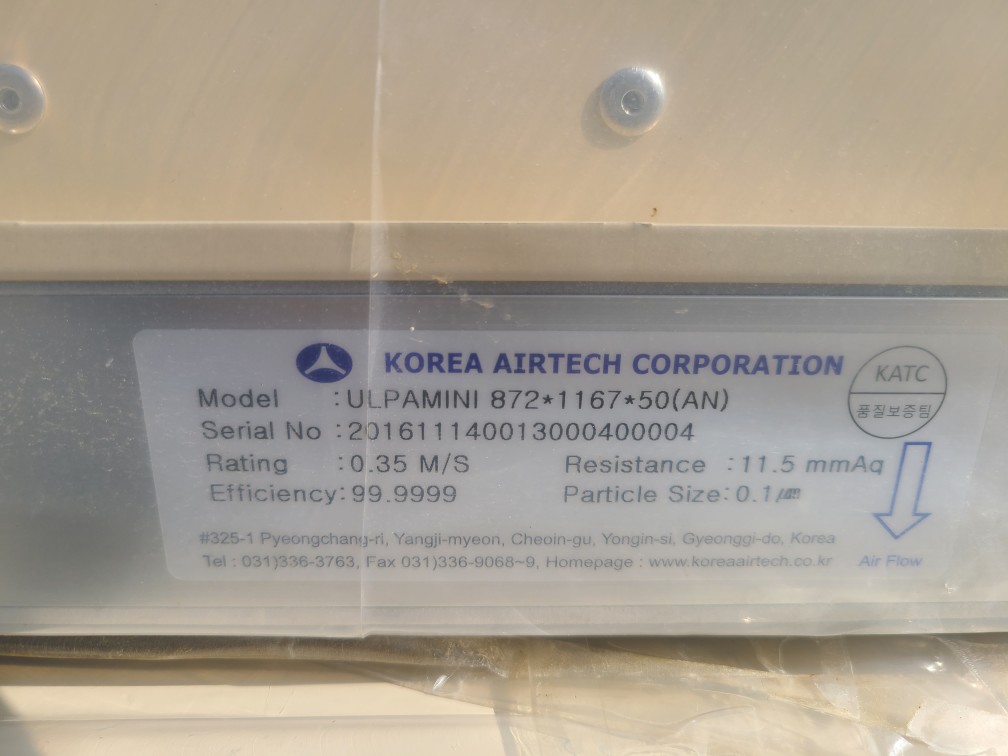 KOREA AIRTECH CORPORATION
KATC
품질보증팀
Model :ULPAMINI 872*1167*50(AN)
Serial No :201611140013000400004
Rating :0.35 M/S Resistance :11.5 mmAq
Efficiency:99.9999 Particle Size:0.1㎛
#325-1 Pyeongchang-ri, Yangji-myeon, Cheoin-gu, Yongin-si, Gyeonggi-do, Korea
Tel : 031)336-3763, Fax 031)336-9068~9, Homepage : www.koreaairtech.co.kr
Air Flow